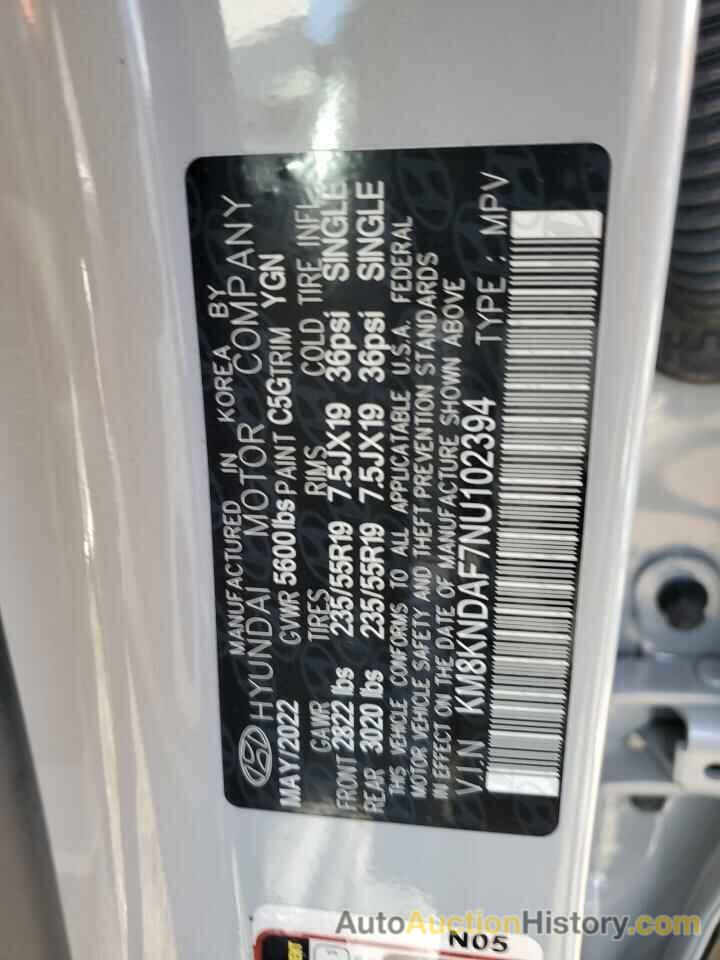 MANUFACTURED IN KOREA BY
HYUNDAI MOTOR COMPANY
MAY/2022 GVWR 5600lbs PAINT C5G TRIM YGN
GAWR TIRES RIMS COLD TIRE INFL
FRONT 2822 lbs 235/55R19 7.5JX19 36psi SINGLE
REAR 3020 lbs 235/55R19 7.5JX19 36psi SINGLE
THIS VEHICLE CONFORMS TO ALL APPLICATABLE U.S.A. FEDERAL
MOTOR VEHICLE SAFETY AND THEFT PREVENTION STANDARDS
IN EFFECT ON THE DATE OF MANUFACTURE SHOWN ABOVE
V.I.N KM8KNDAF7NU102394 TYPE : MPV
N05
AutoAuctionHistory.com